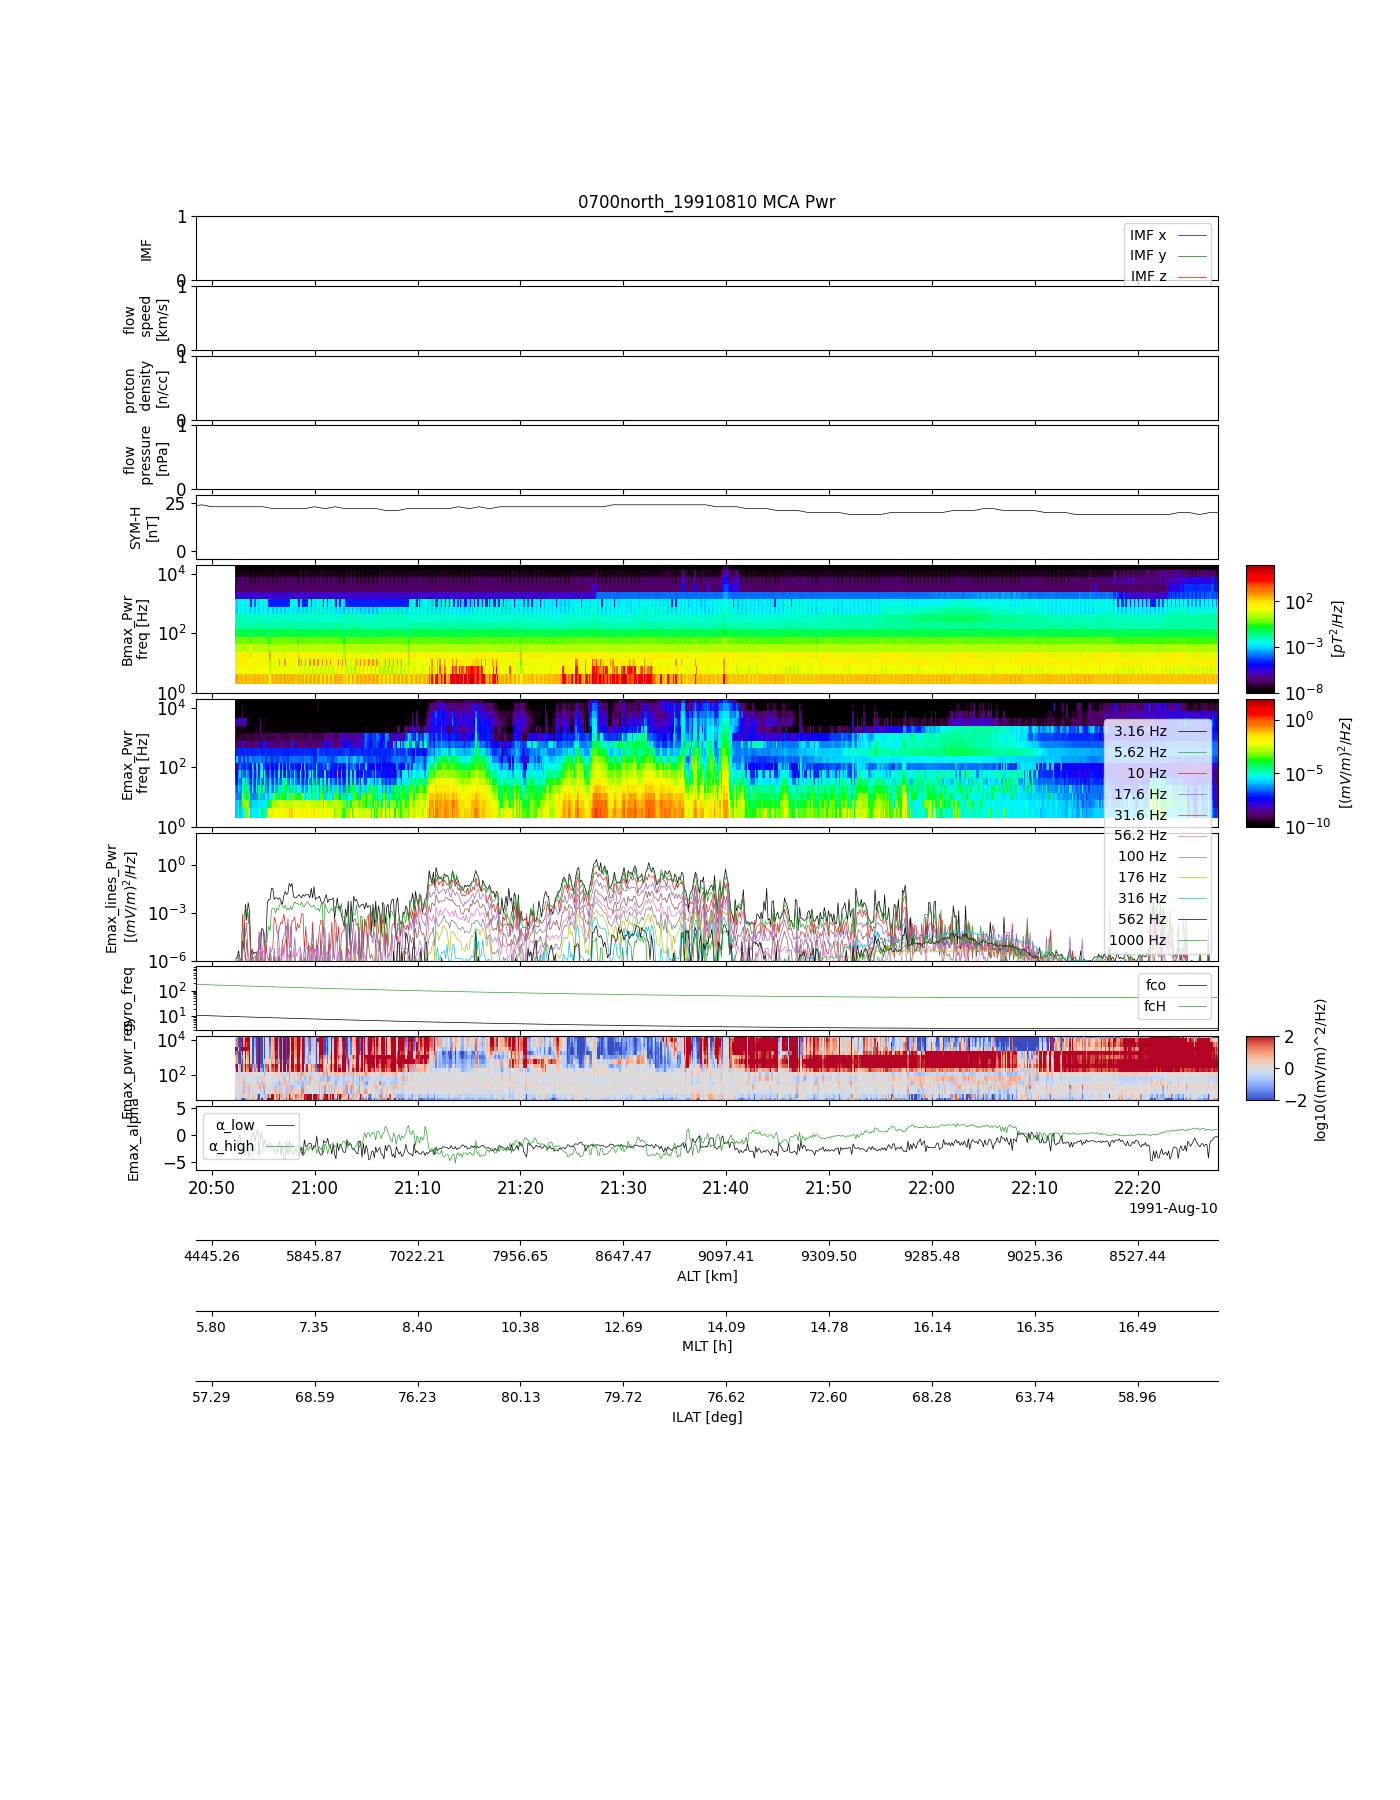 0700north_19910810 MCA Pwr
1
0
IMF
IMF x
IMF y
IMF z
1
0
flow
speed
[km/s]
1
0
proton
density
[n/cc]
1
0
flow
pressure
[nPa]
25
0
SYM-H
[nT]
10^4
10^2
10^0
Bmax_Pwr
freq [Hz]
10^2
10^-3
10^-8
[pT^2/Hz]
10^4
10^2
10^0
Emax_Pwr
freq [Hz]
10^0
10^-5
10^-10
[(mV/m)^2/Hz]
3.16 Hz
5.62 Hz
10 Hz
17.6 Hz
31.6 Hz
56.2 Hz
100 Hz
176 Hz
316 Hz
562 Hz
1000 Hz
10^0
10^-3
10^-6
Emax_lines_Pwr
[(mV/m)^2/Hz]
10^2
10^1
gyro_freq
fco
fcH
10^4
10^2
Emax_pwr_reg
2
0
−2
log10((mV/m)^2/Hz)
5
0
−5
Emax_alpha
α_low
α_high
20:50 21:00 21:10 21:20 21:30 21:40 21:50 22:00 22:10 22:20
1991-Aug-10
4445.26 5845.87 7022.21 7956.65 8647.47 9097.41 9309.50 9285.48 9025.36 8527.44
ALT [km]
5.80 7.35 8.40 10.38 12.69 14.09 14.78 16.14 16.35 16.49
MLT [h]
57.29 68.59 76.23 80.13 79.72 76.62 72.60 68.28 63.74 58.96
ILAT [deg]